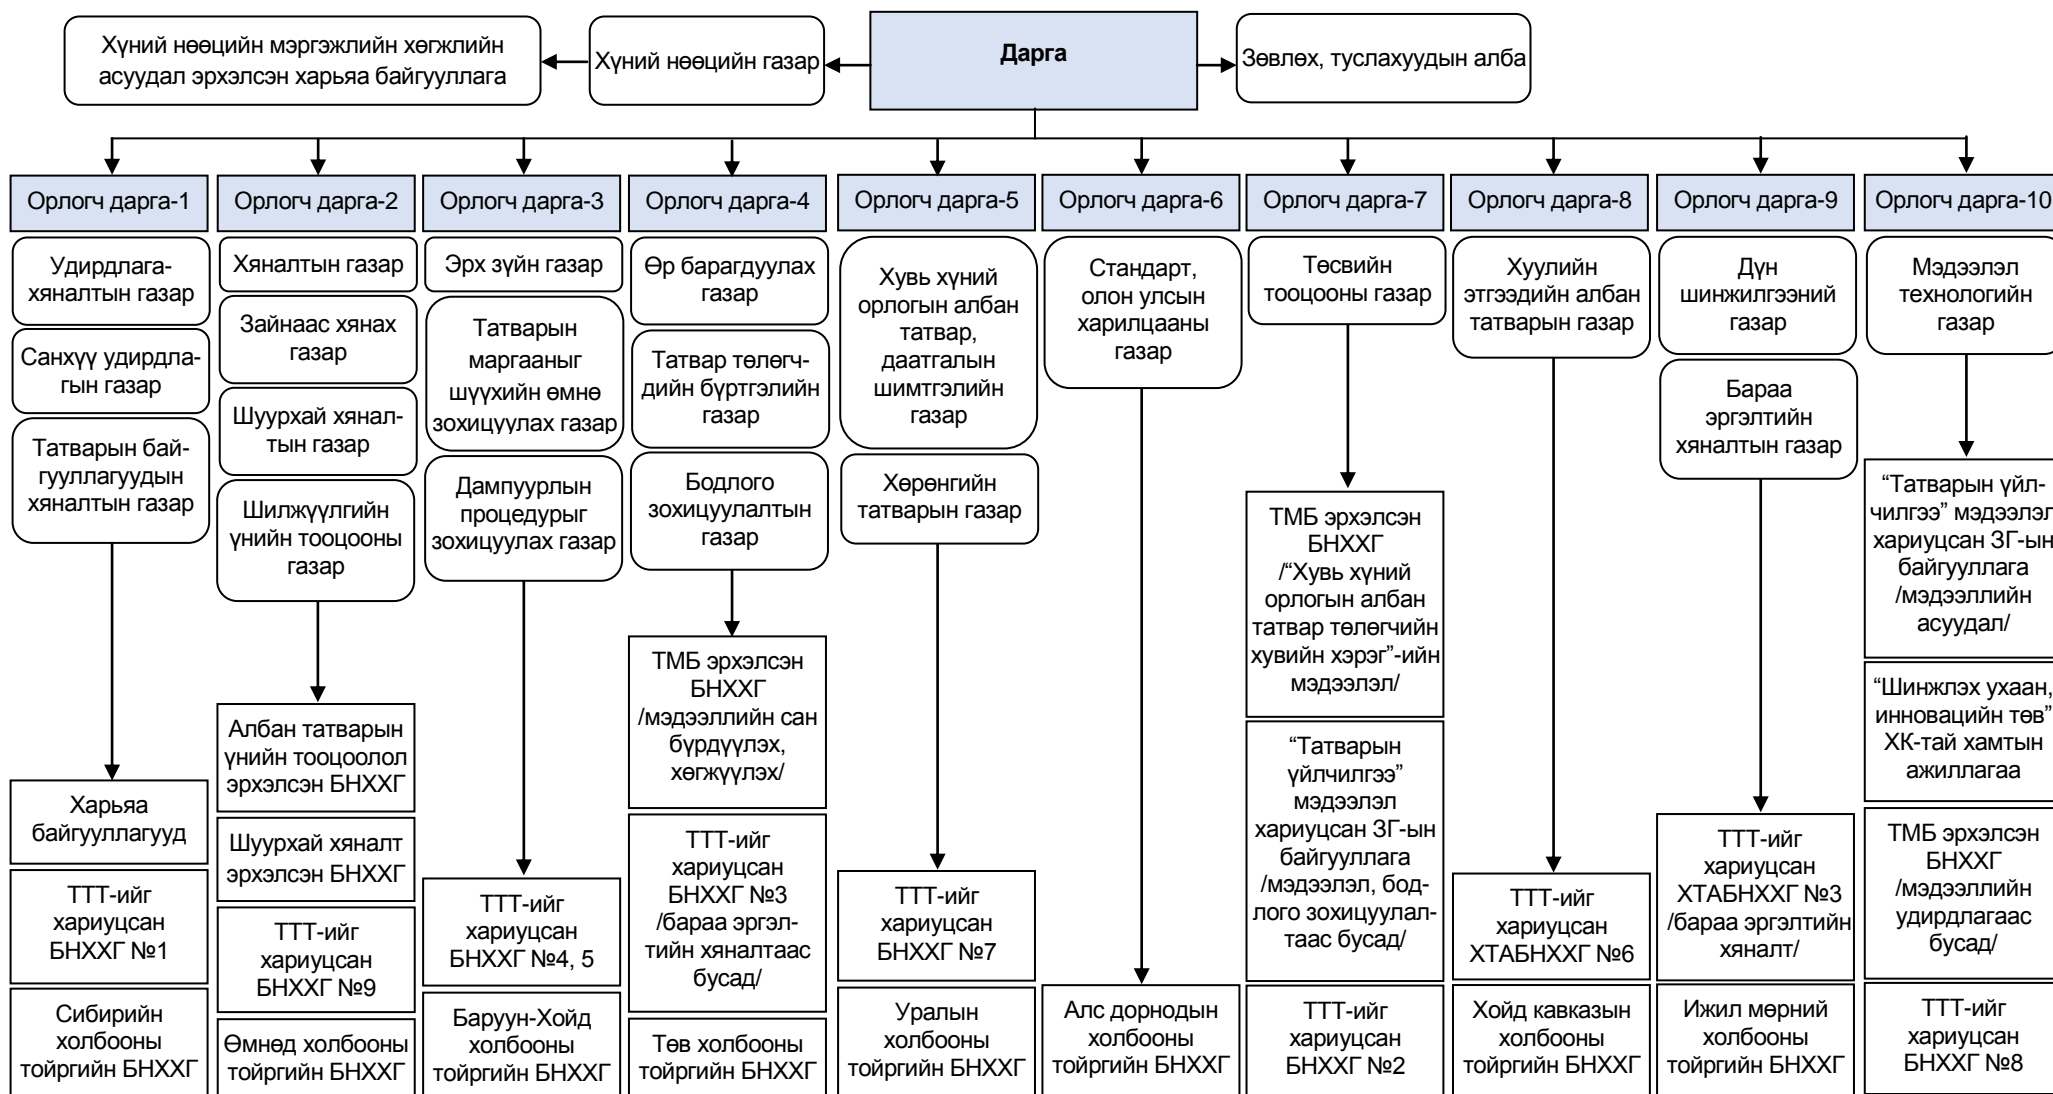 Хүний нөөцийн мэргэжлийн хөгжлийн
асуудал эрхэлсэн харьяа байгууллага
Хүний нөөцийн газар
Дарга
Зөвлөх, туслахуудын алба
Орлогч дарга-1
Удирдлага-
хяналтын газар
Санхүү удирдла-
гын газар
Татварын бай-
гууллагуудын
хяналтын газар
Харьяа
байгууллагууд
ТТТ-ийг
хариуцсан
БНХХГ №1
Сибирийн
холбооны
тойргийн БНХХГ
Орлогч дарга-2
Хяналтын газар
Зайнаас хянах
газар
Шуурхай хянал-
тын газар
Шилжүүлгийн
үнийн тооцооны
газар
Албан татварын
үнийн тооцоолол
эрхэлсэн БНХХГ
Шуурхай хяналт
эрхэлсэн БНХХГ
ТТТ-ийг
хариуцсан
БНХХГ №9
Өмнөд холбооны
тойргийн БНХХГ
Орлогч дарга-3
Эрх зүйн газар
Татварын
маргааныг
шүүхийн өмнө
зохицуулах газар
Дампуурлын
процедурыг
зохицуулах газар
ТТТ-ийг
хариуцсан
БНХХГ №4, 5
Баруун-Хойд
холбооны
тойргийн БНХХГ
Орлогч дарга-4
Өр барагдуулах
газар
Татвар төлөгч-
дийн бүртгэлийн
газар
Бодлого
зохицуулалтын
газар
ТМБ эрхэлсэн
БНХХГ
/мэдээллийн сан
бүрдүүлэх,
хөгжүүлэх/
ТТТ-ийг
хариуцсан
БНХХГ №3
/бараа эргэл-
тийн хяналтаас
бусад/
Төв холбооны
тойргийн БНХХГ
Орлогч дарга-5
Хувь хүний
орлогын албан
татвар,
даатгалын
шимтгэлийн
газар
Хөрөнгийн
татварын газар
ТТТ-ийг
хариуцсан
БНХХГ №7
Уралын
холбооны
тойргийн БНХХГ
Орлогч дарга-6
Стандарт,
олон улсын
харилцааны
газар
Алс дорнодын
холбооны
тойргийн БНХХГ
Орлогч дарга-7
Төсвийн
тооцооны газар
ТМБ эрхэлсэн
БНХХГ
/“Хувь хүний
орлогын албан
татвар төлөгчийн
хувийн хэрэг”-ийн
мэдээлэл/
“Татварын
үйлчилгээ”
мэдээлэл
хариуцсан ЗГ-ын
байгууллага
/мэдээлэл, бод-
лого зохицуулал-
таас бусад/
ТТТ-ийг
хариуцсан
БНХХГ №2
Орлогч дарга-8
Хуулийн
этгээдийн албан
татварын газар
ТТТ-ийг
хариуцсан
ХТАБНХХГ №6
Хойд кавказын
холбооны
тойргийн БНХХГ
Орлогч дарга-9
Дүн
шинжилгээний
газар
Бараа
эргэлтийн
хяналтын газар
ТТТ-ийг
хариуцсан
ХТАБНХХГ №3
/бараа эргэлтийн
хяналт/
Ижил мөрний
холбооны
тойргийн БНХХГ
Орлогч дарга-10
Мэдээлэл
технологийн
газар
“Татварын үйл-
чилгээ” мэдээлэл
хариуцсан ЗГ-ын
байгууллага
/мэдээллийн
асуудал/
“Шинжлэх ухаан,
инновацийн төв”
ХК-тай хамтын
ажиллагаа
ТМБ эрхэлсэн
БНХХГ
/мэдээллийн
удирдлагаас
бусад/
ТТТ-ийг
хариуцсан
БНХХГ №8